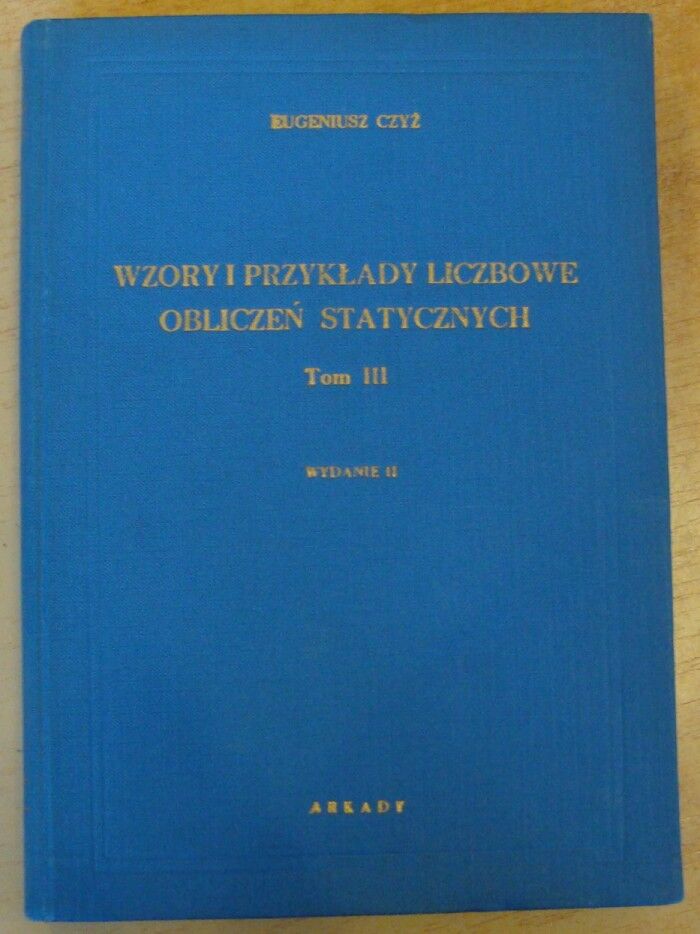 EUGENIUSZ CZYŻ
WZORY I PRZYKŁADY LICZBOWE
OBLICZEŃ STATYCZNYCH
Tom III
WYDANIE II
ARKADY